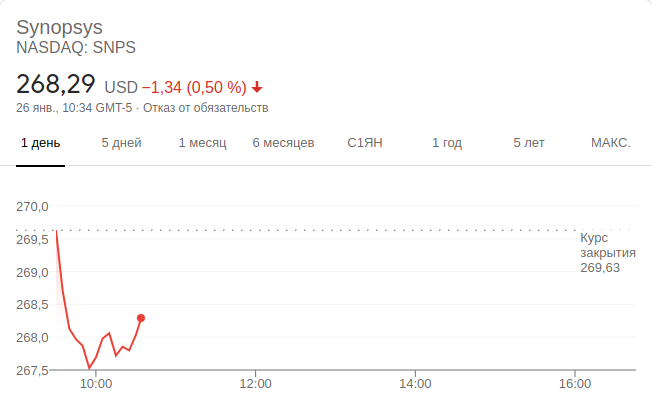 Synopsys
NASDAQ: SNPS
268,29 USD −1,34 (0,50 %)
26 янв., 10:34 GMT-5 · Отказ от обязательств
1 день 5 дней 1 месяц 6 месяцев С1ЯН 1 год 5 лет МАКС.
270,0
269,5
269,0
268,5
268,0
267,5
Курс
закрытия
269,63
10:00 12:00 14:00 16:00